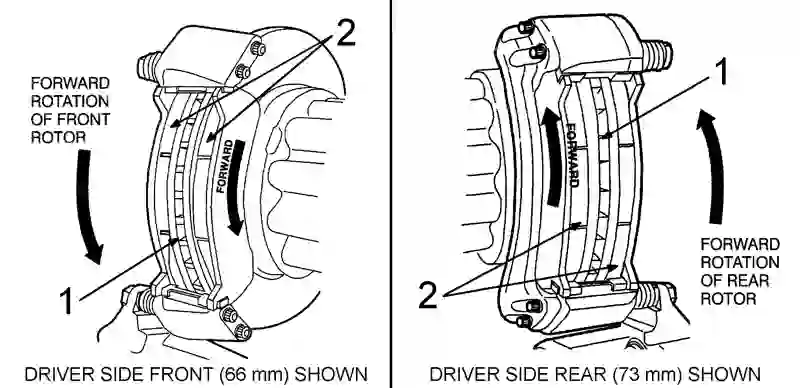 FORWARD
ROTATION
OF FRONT
ROTOR
2
FORWARD
1
DRIVER SIDE FRONT (66 mm) SHOWN
1
FORWARD
2
FORWARD
ROTATION
OF REAR
ROTOR
DRIVER SIDE REAR (73 mm) SHOWN